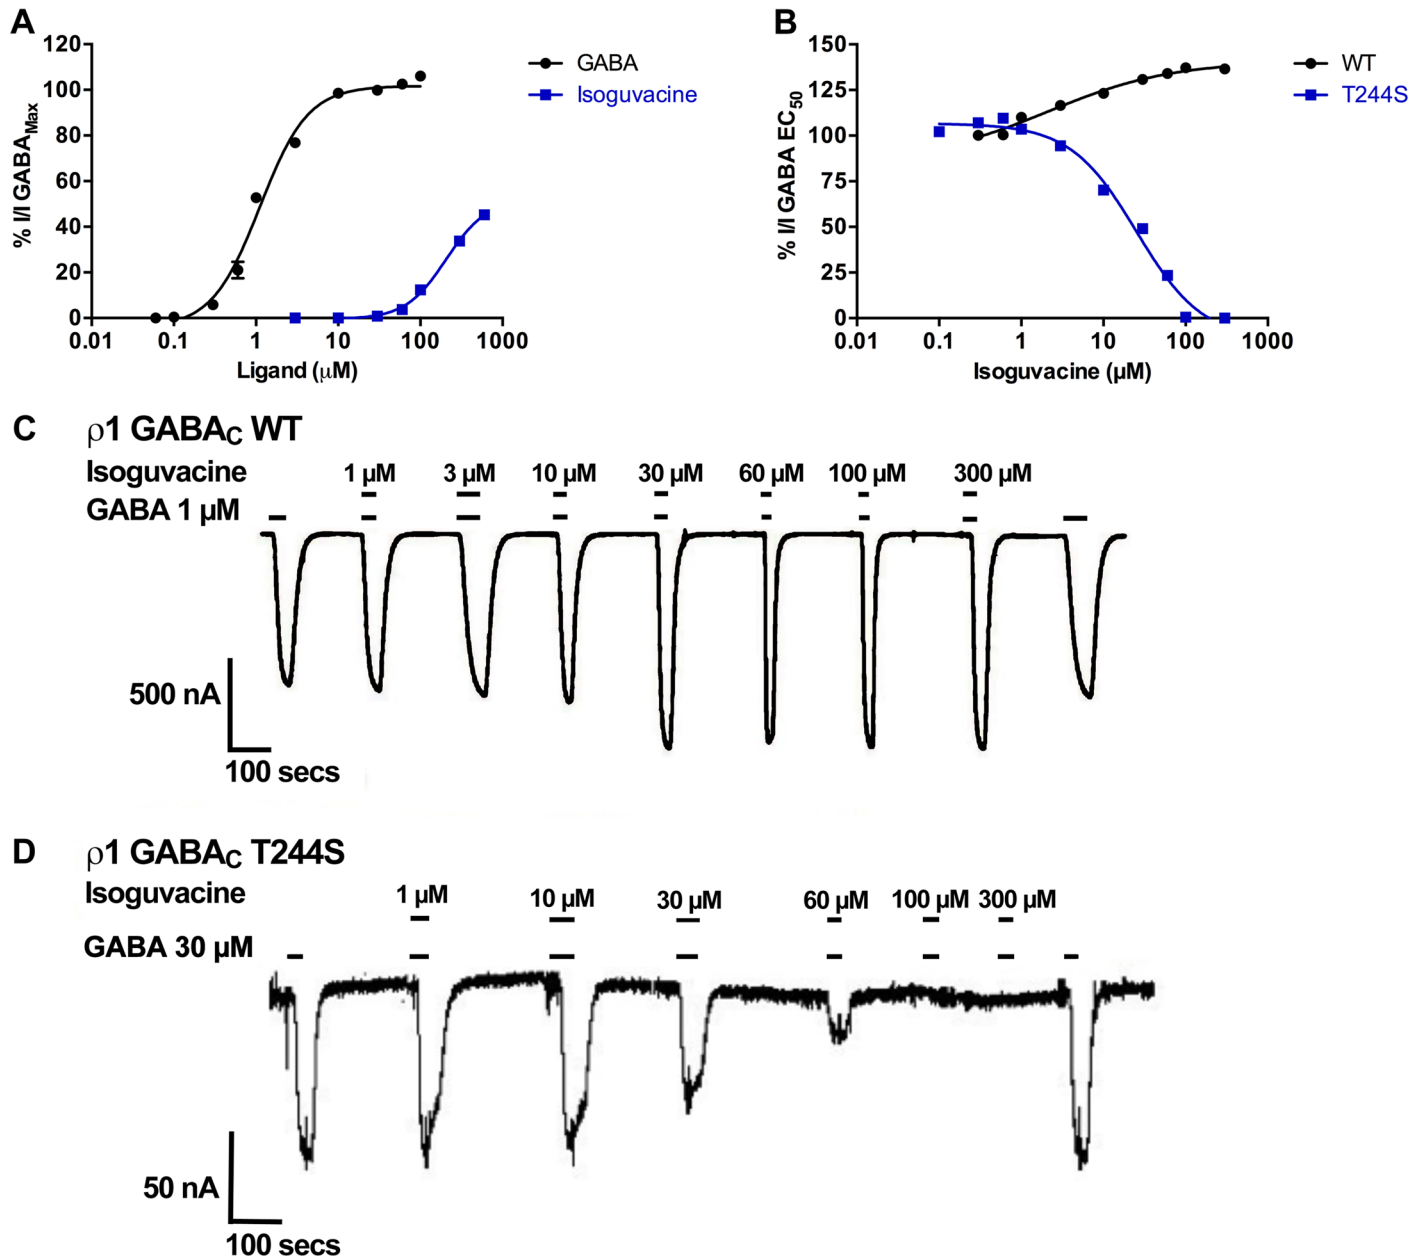 A
% I/I GABAMax
120
100
80
60
40
20
0
0.01 0.1 1 10 100 1000
Ligand (μM)
GABA
Isoguvacine
B
% I/I GABA EC50
150
125
100
75
50
25
0
0.01 0.1 1 10 100 1000
Isoguvacine (µM)
WT
T244S
C ρ1 GABAC WT
Isoguvacine 1 µM 3 µM 10 µM 30 µM 60 µM 100 µM 300 µM
GABA 1 µM
500 nA
100 secs
D ρ1 GABAC T244S
Isoguvacine 1 µM 10 µM 30 µM 60 µM 100 µM 300 µM
GABA 30 µM
50 nA
100 secs